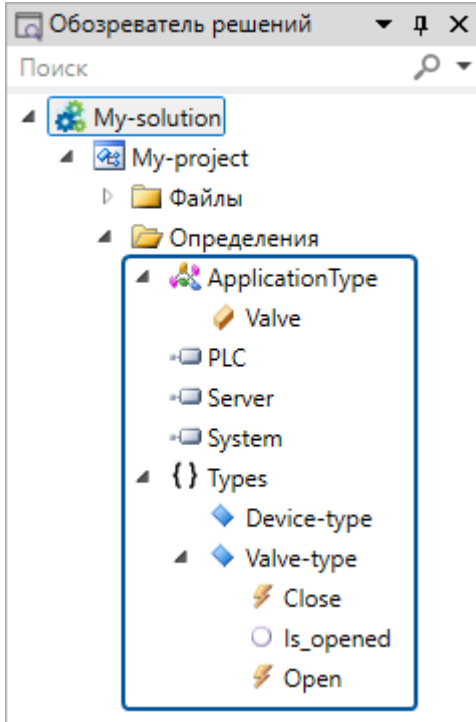 Обозреватель решений
Поиск
My-solution
My-project
Файлы
Определения
ApplicationType
Valve
PLC
Server
System
{} Types
Device-type
Valve-type
Close
Is_opened
Open